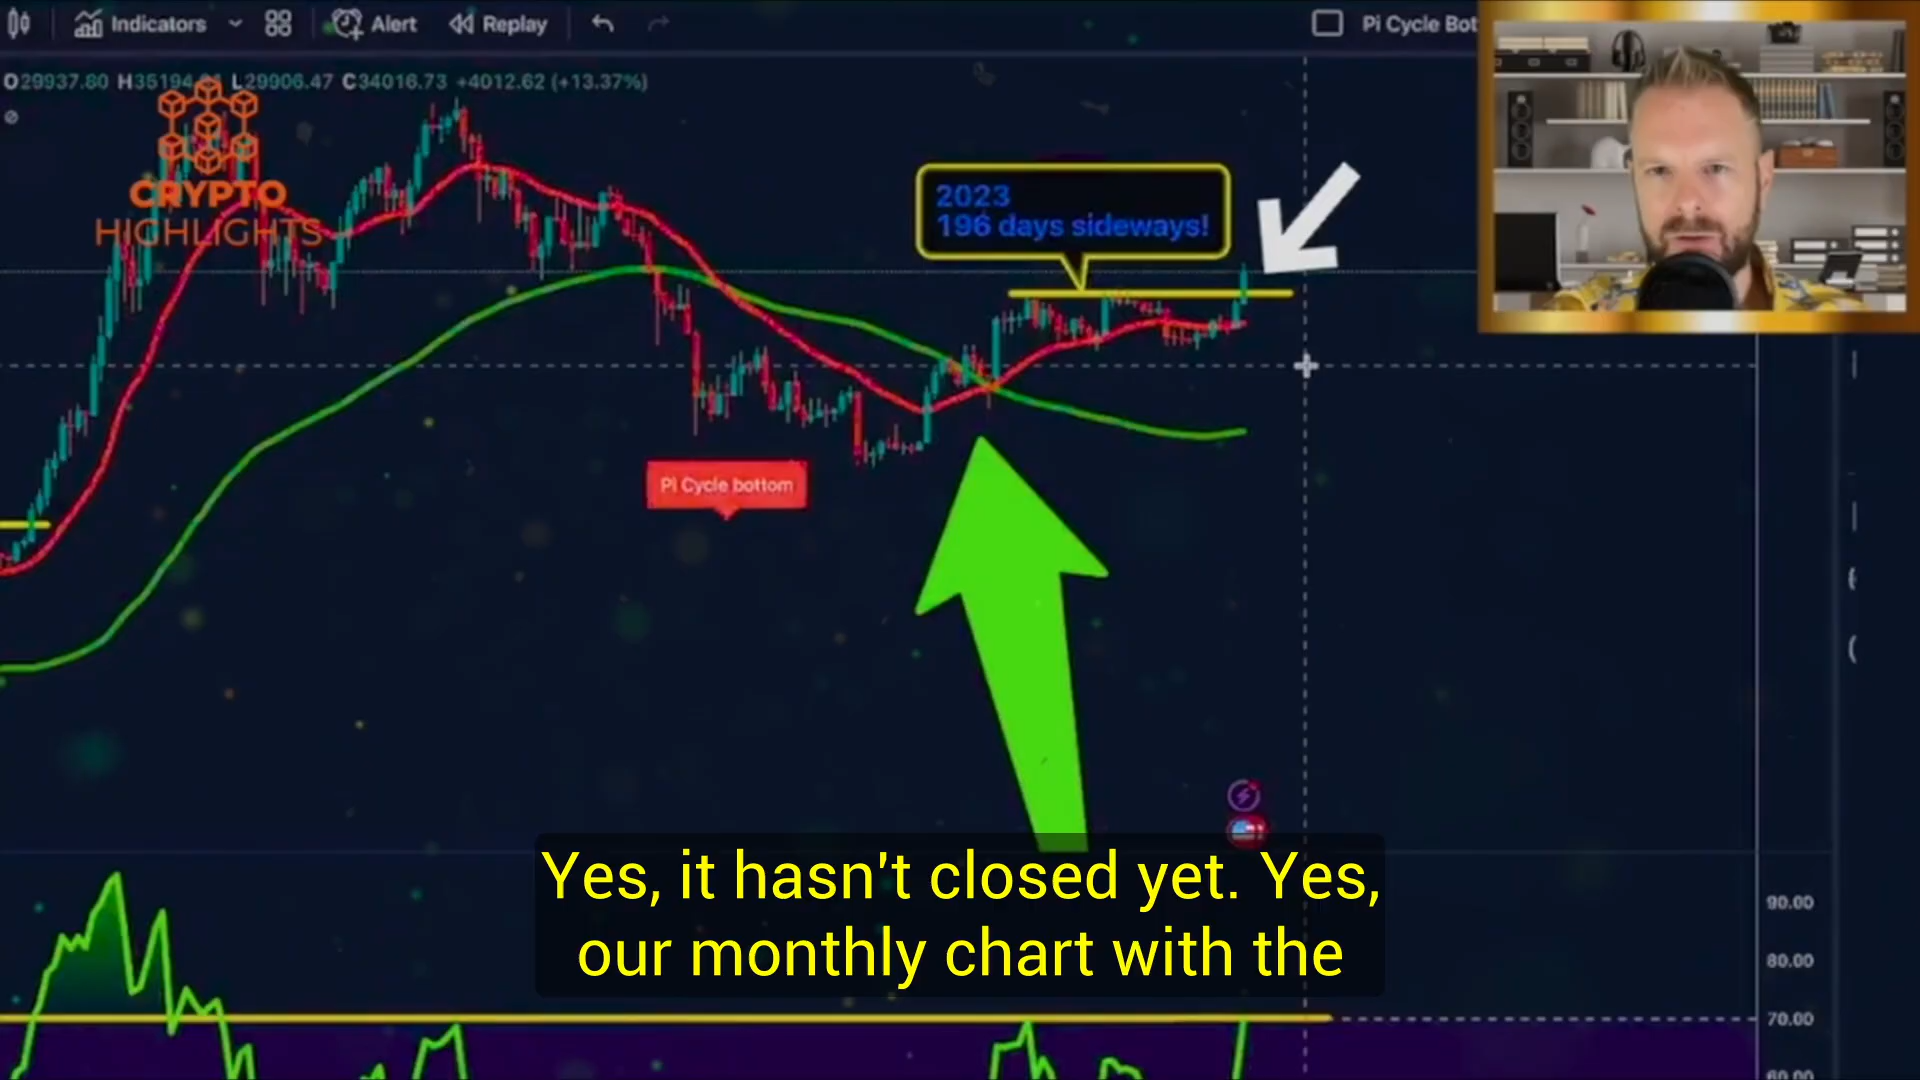 Indicators
Alert
Replay
Pi Cycle Bot
O29937.80 H35194. L29906.47 C34016.73 +4012.62 (+13.37%)
CRYPTO
HIGHLIGHTS
2023
196 days sideways!
Pi Cycle bottom
Yes, it hasn't closed yet. Yes,
our monthly chart with the
90.00
80.00
70.00
60.00